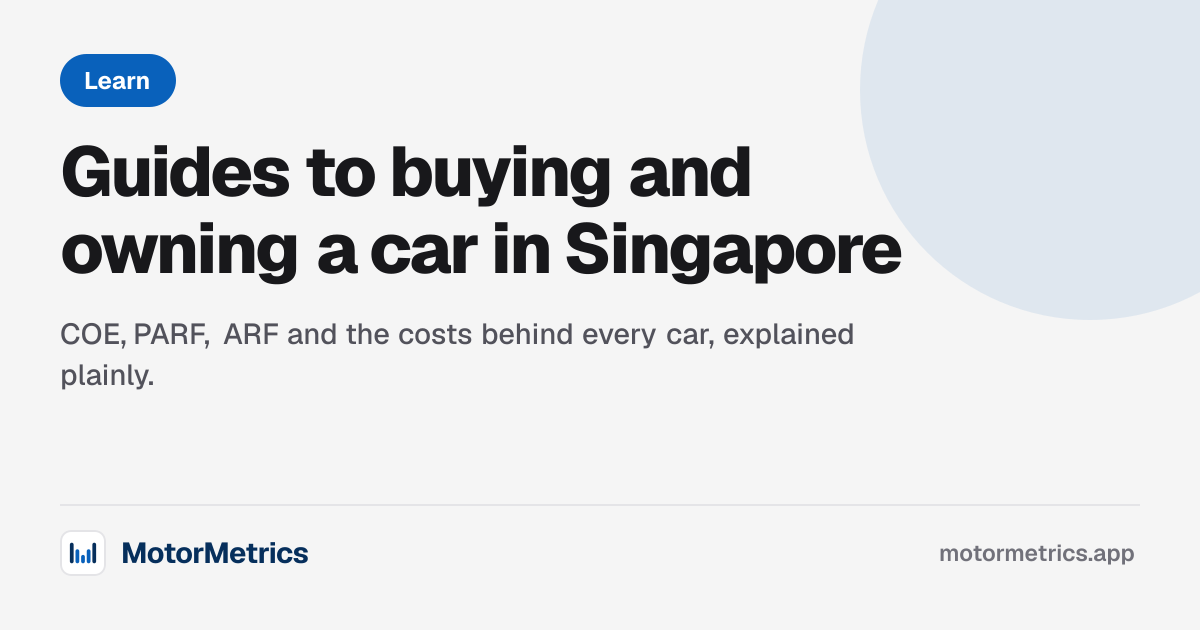 Learn
Guides to buying and
owning a car in Singapore
COE, PARF, ARF and the costs behind every car, explained
plainly.
MotorMetrics
motormetrics.app